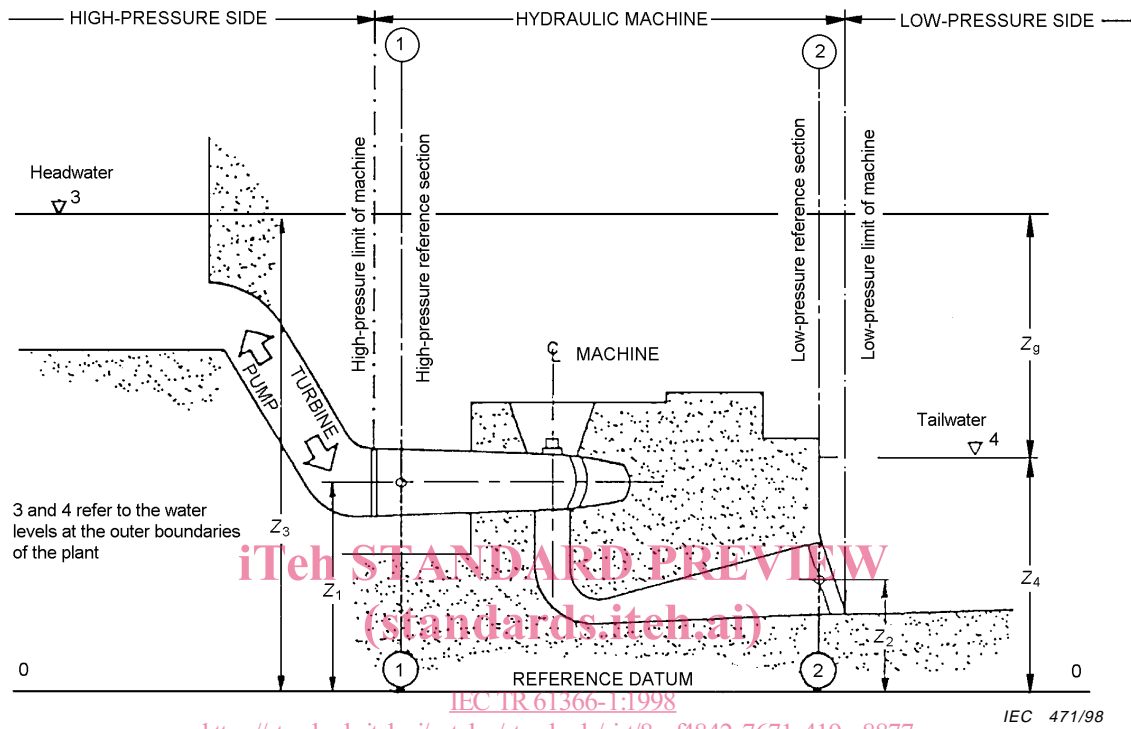 HIGH-PRESSURE SIDE
HYDRAULIC MACHINE
LOW-PRESSURE SIDE
1
2
High-pressure limit of machine
High-pressure reference section
Low-pressure reference section
Low-pressure limit of machine
Headwater
3
PUMP
TURBINE
℄ MACHINE
Zg
Tailwater
4
3 and 4 refer to the water
levels at the outer boundaries
of the plant
Z3
Z1
Z2
Z4
iTeh STANDARD PREVIEW
(standards.iteh.ai)
0
1
REFERENCE DATUM
2
0
IEC TR 61366-1:1998
IEC 471/98